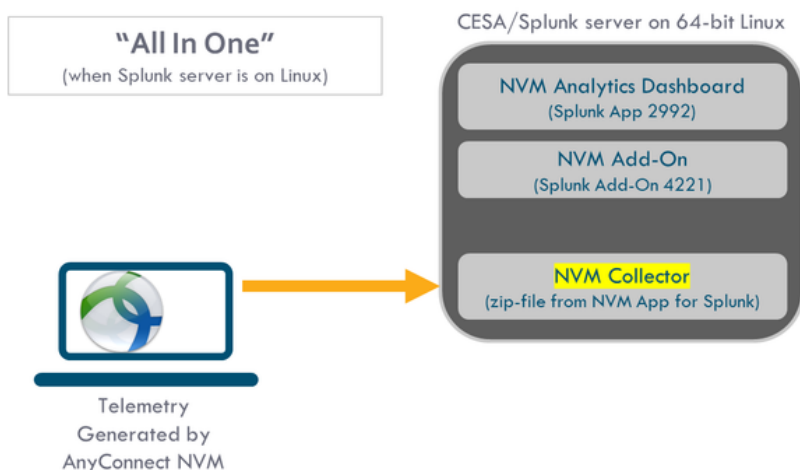 "All In One"
(when Splunk server is on Linux)
CESA/Splunk server on 64-bit Linux
NVM Analytics Dashboard
(Splunk App 2992)
NVM Add-On
(Splunk Add-On 4221)
NVM Collector
(zip-file from NVM App for Splunk)
Telemetry
Generated by
AnyConnect NVM